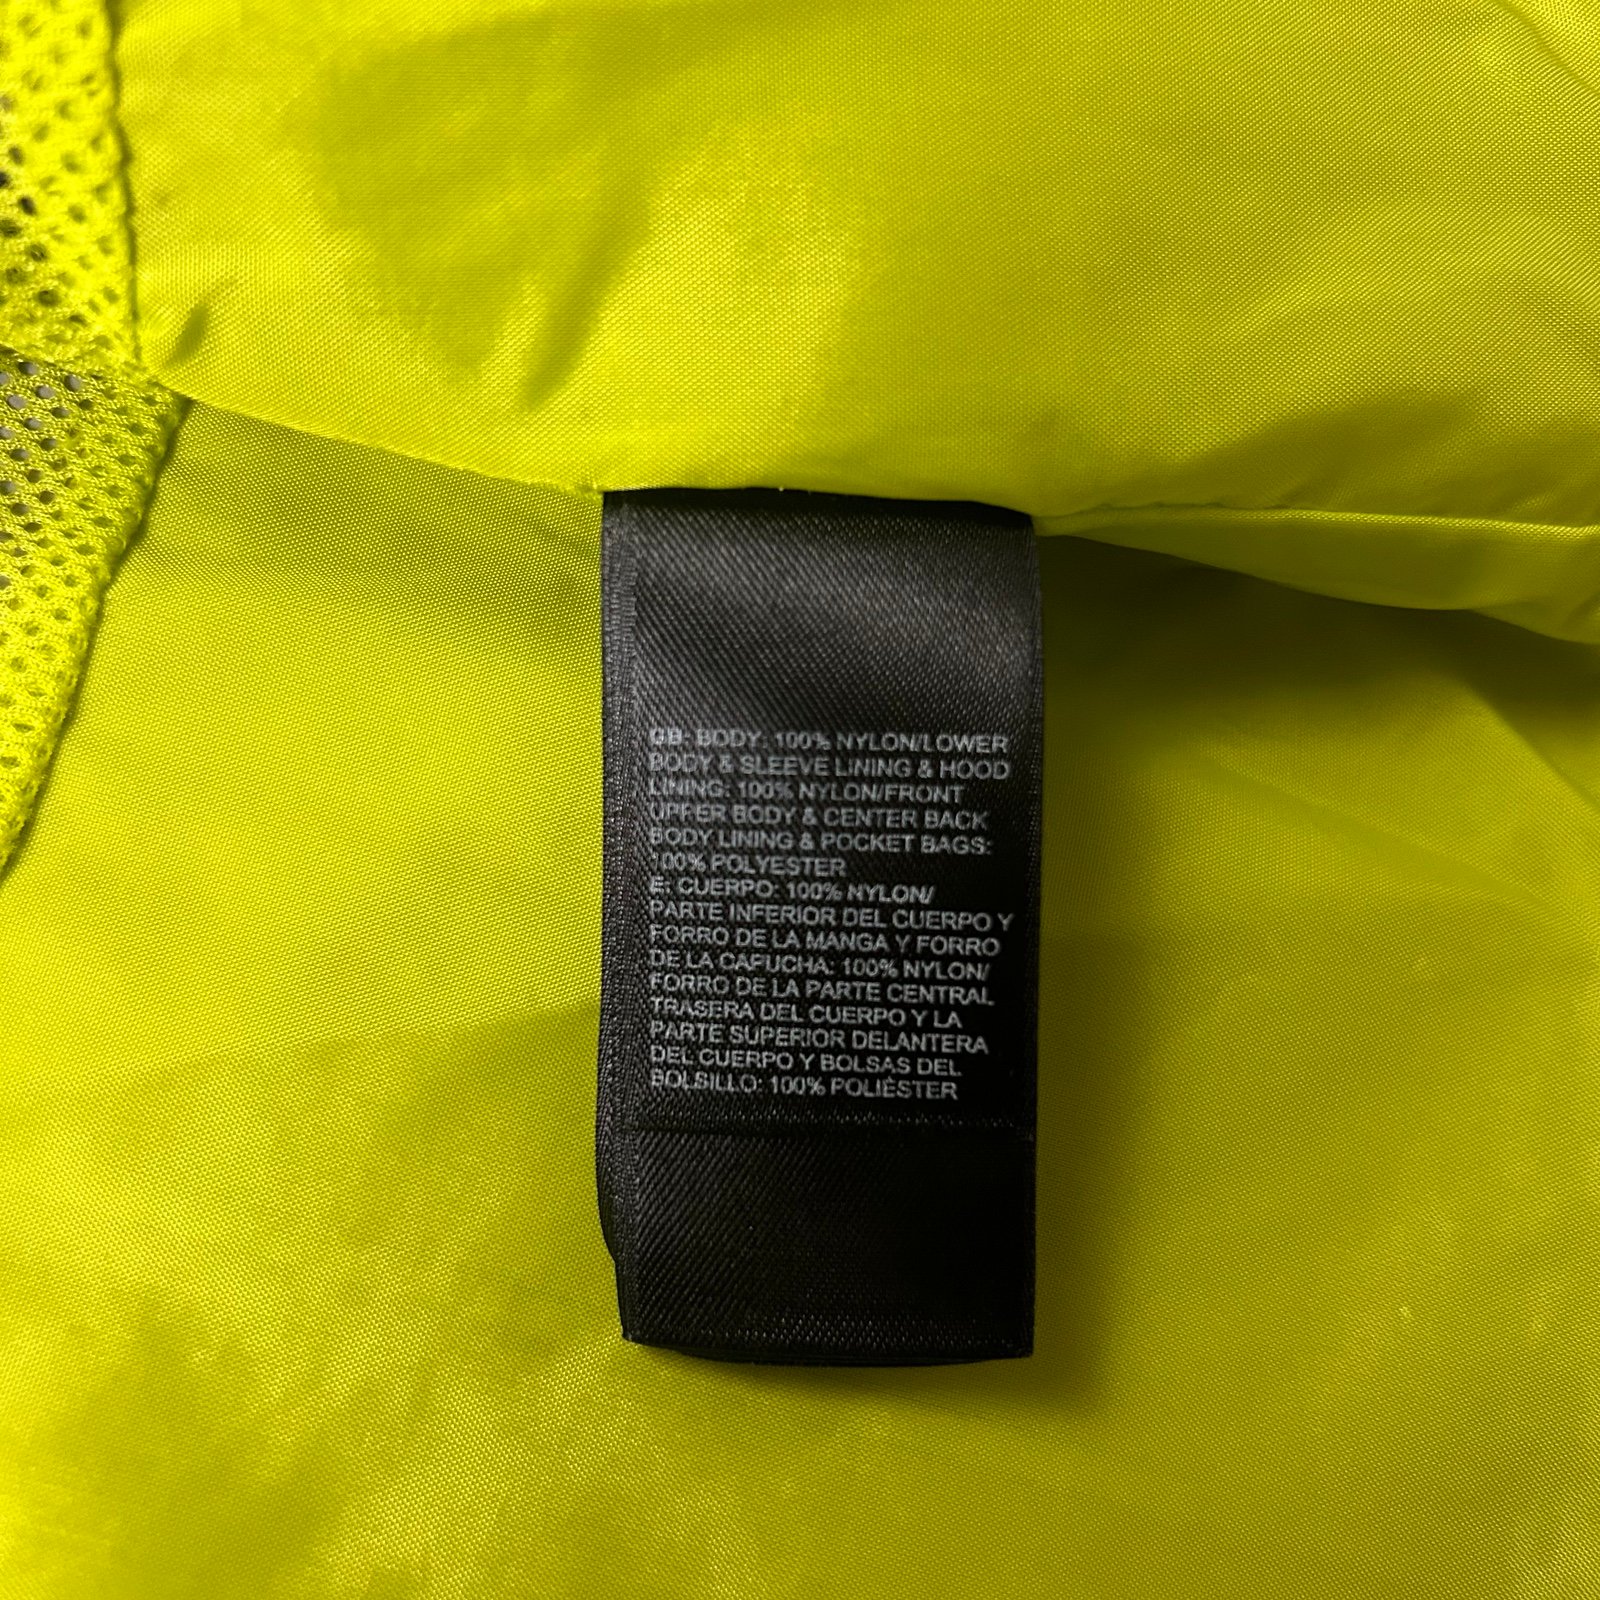 GB: BODY: 100% NYLON/LOWER
BODY & SLEEVE LINING & HOOD
LINING: 100% NYLON/FRONT
UPPER BODY & CENTER BACK
BODY LINING & POCKET BAGS:
100% POLYESTER
E: CUERPO: 100% NYLON/
PARTE INFERIOR DEL CUERPO Y
FORRO DE LA MANGA Y FORRO
DE LA CAPUCHA: 100% NYLON/
FORRO DE LA PARTE CENTRAL
TRASERA DEL CUERPO Y LA
PARTE SUPERIOR DELANTERA
DEL CUERPO Y BOLSAS DEL
BOLSILLO: 100% POLIÉSTER